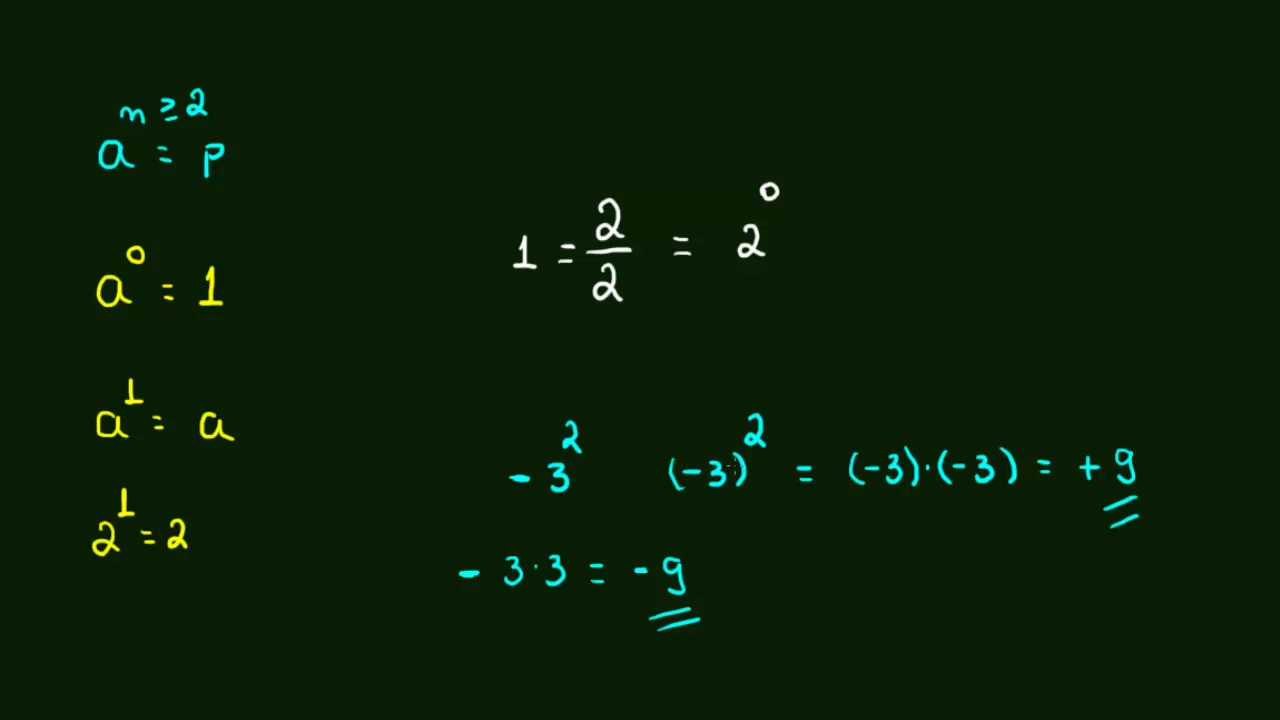 a^n≥2 = p
a^0 = 1
a^1 = a
2^1 = 2
1 = 2/2 = 2^0
-3^2
(-3)^2 = (-3)·(-3) = +9
- 3·3 = -9